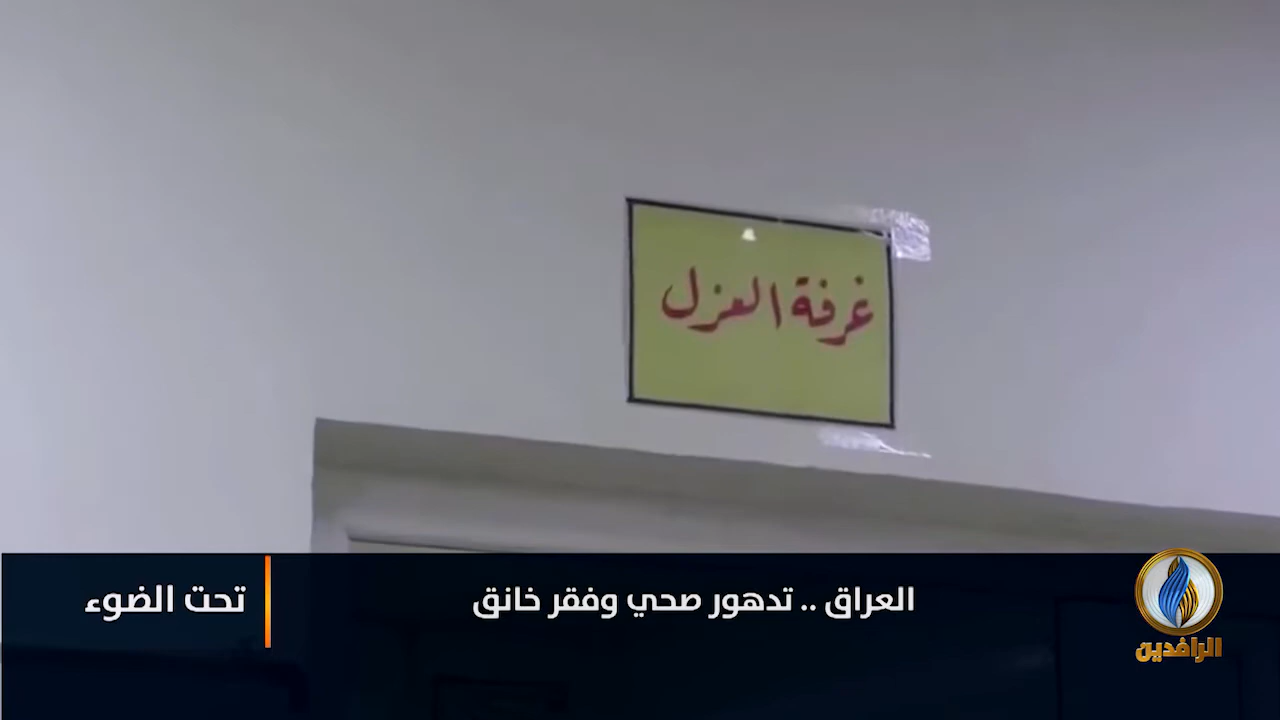 غرفة العزل
العراق .. تدهور صحي وفقر خانق
تحت الضوء
الرافدين